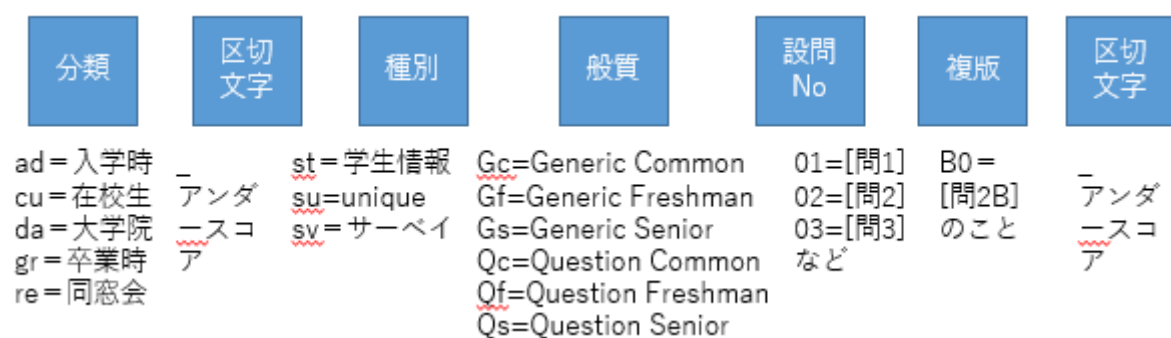 分類
区切
文字
種別
般質
設問
No
複版
区切
文字
ad＝入学時
cu＝在校生
da＝大学院
gr＝卒業時
re＝同窓会
_
アンダ
ースコ
ア
st＝学生情報
su=unique
sv＝サーベイ
Gc=Generic Common
Gf=Generic Freshman
Gs=Generic Senior
Qc=Question Common
Qf=Question Freshman
Qs=Question Senior
01=[問1]
02=[問2]
03=[問3]
など
B0＝
[問2B]
のこと
_
アンダ
ースコ
ア